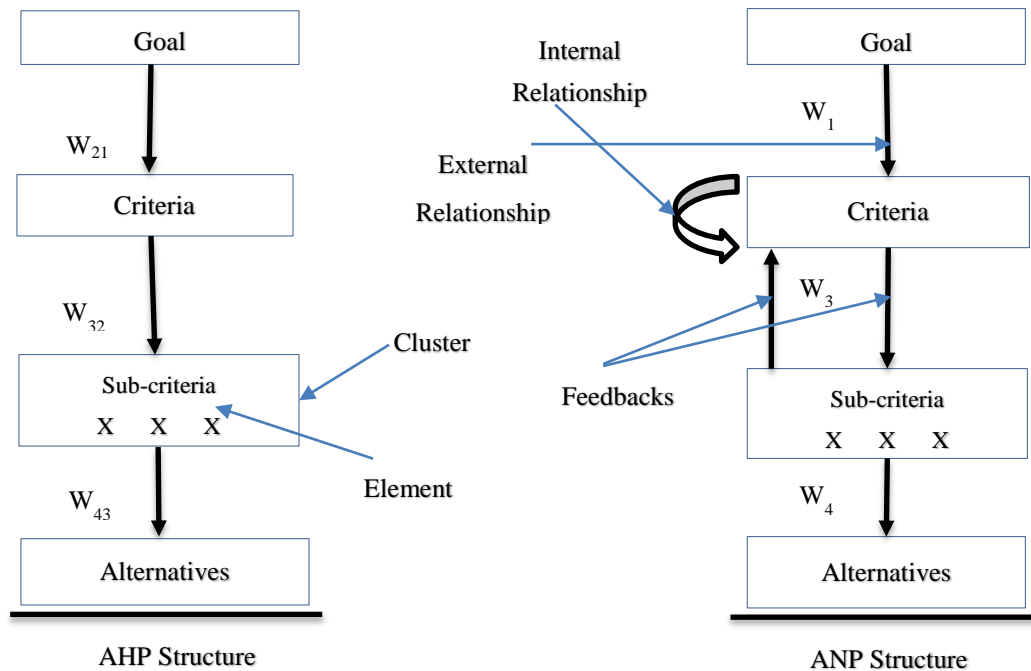 Goal
W21
Criteria
W32
Sub-criteria
X X X
Cluster
Element
W43
Alternatives
AHP Structure
Internal
Relationship
External
Relationship
Feedbacks
Goal
W1
Criteria
W3
Sub-criteria
X X X
W4
Alternatives
ANP Structure